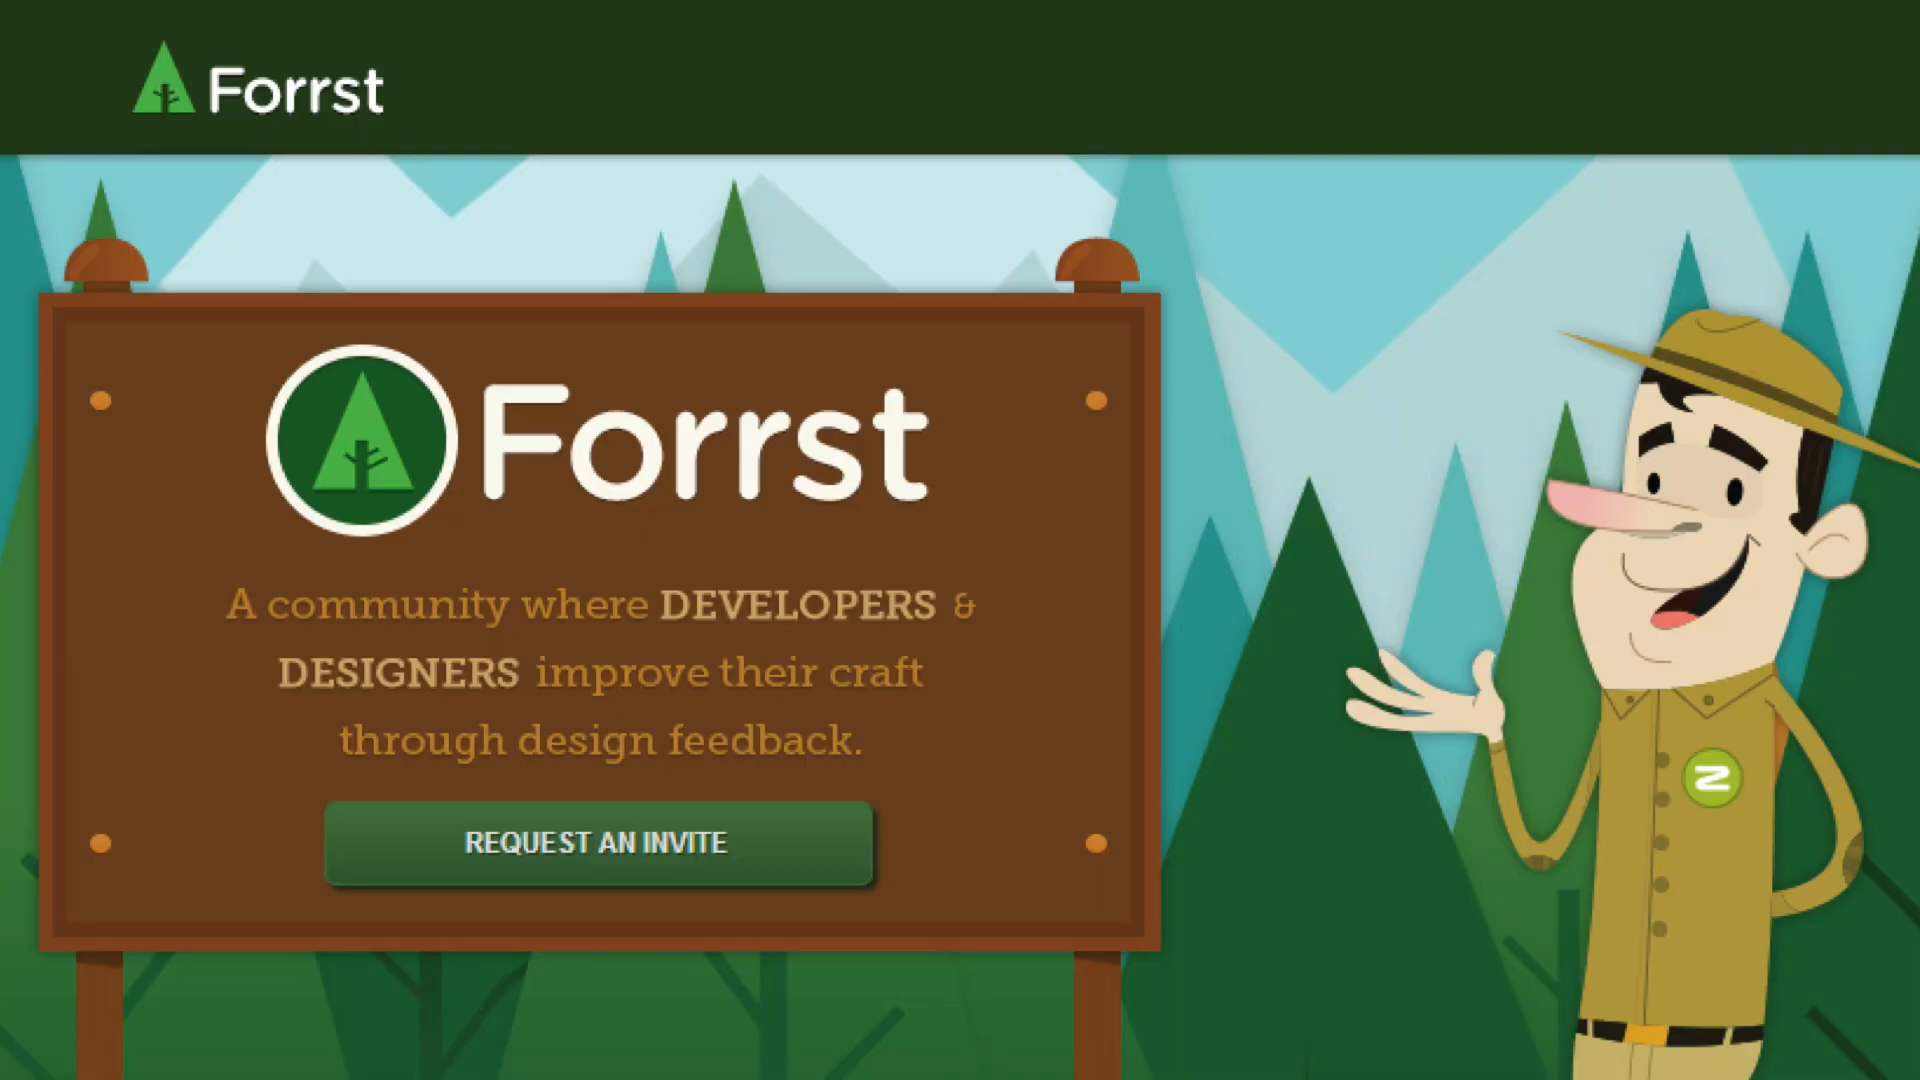 Forrst
Forrst
A community where DEVELOPERS &
DESIGNERS improve their craft
through design feedback.
REQUEST AN INVITE